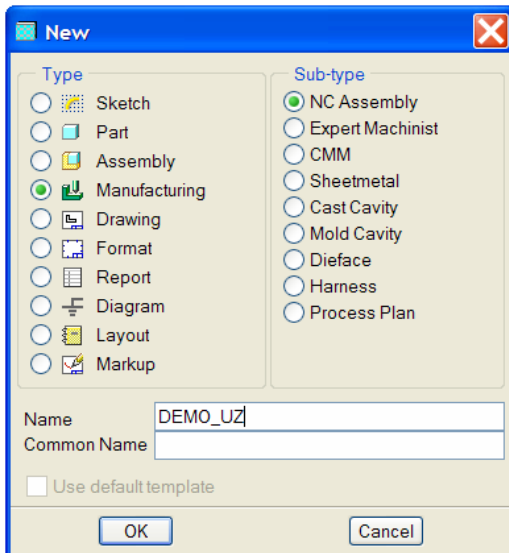 New
Type
Sketch
Part
Assembly
Manufacturing
Drawing
Format
Report
Diagram
Layout
Markup
Sub-type
NC Assembly
Expert Machinist
CMM
Sheetmetal
Cast Cavity
Mold Cavity
Dieface
Harness
Process Plan
Name DEMO_UZ
Common Name
Use default template
OK Cancel